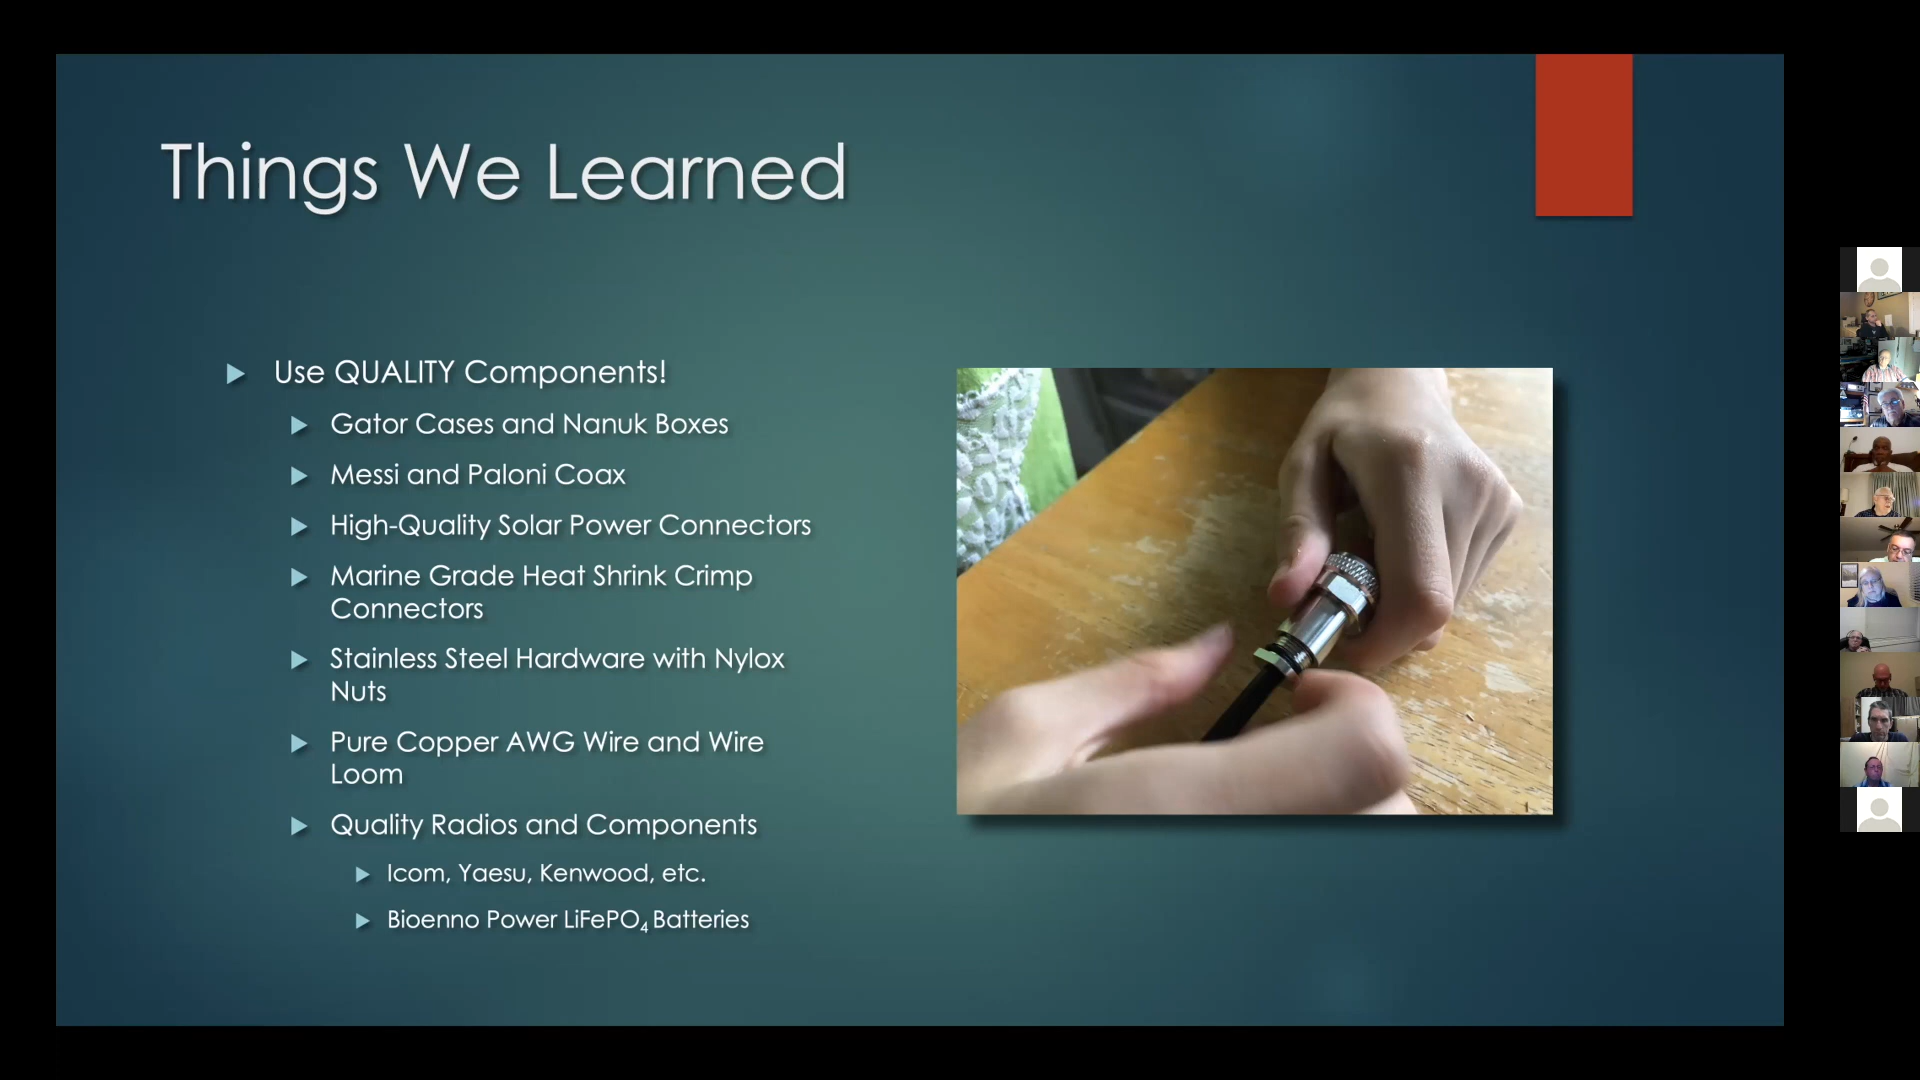 Things We Learned
Use QUALITY Components!
Gator Cases and Nanuk Boxes
Messi and Paloni Coax
High-Quality Solar Power Connectors
Marine Grade Heat Shrink Crimp
Connectors
Stainless Steel Hardware with Nylox
Nuts
Pure Copper AWG Wire and Wire
Loom
Quality Radios and Components
Icom, Yaesu, Kenwood, etc.
Bioenno Power LiFePO₄ Batteries